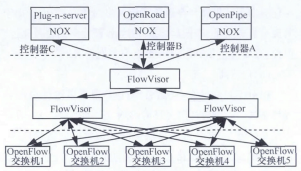 Plug-n-server
OpenRoad
OpenPipe
NOX
NOX
NOX
控制器C
控制器B
控制器A
FlowVisor
FlowVisor
FlowVisor
OpenFlow
交换机1
OpenFlow
交换机2
OpenFlow
交换机3
OpenFlow
交换机4
OpenFlow
交换机5